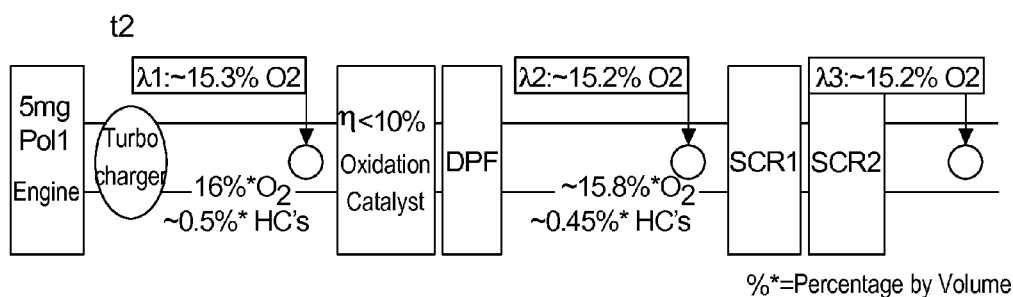 t2
λ1:~15.3% O2
λ2:~15.2% O2
λ3:~15.2% O2
5mg
Pol1
Engine
Turbo
charger
16%*O2
~0.5%* HC's
η<10%
Oxidation
Catalyst
DPF
~15.8%*O2
~0.45%* HC's
SCR1
SCR2
%*=Percentage by Volume